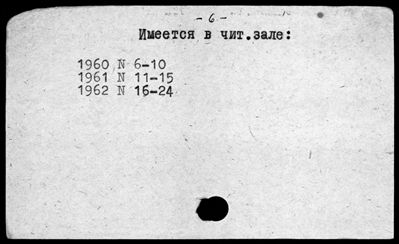 - 6 -
Имеется в чит.зале:
1960 N 6-10
1961 N 11-15
1962 N 16-24